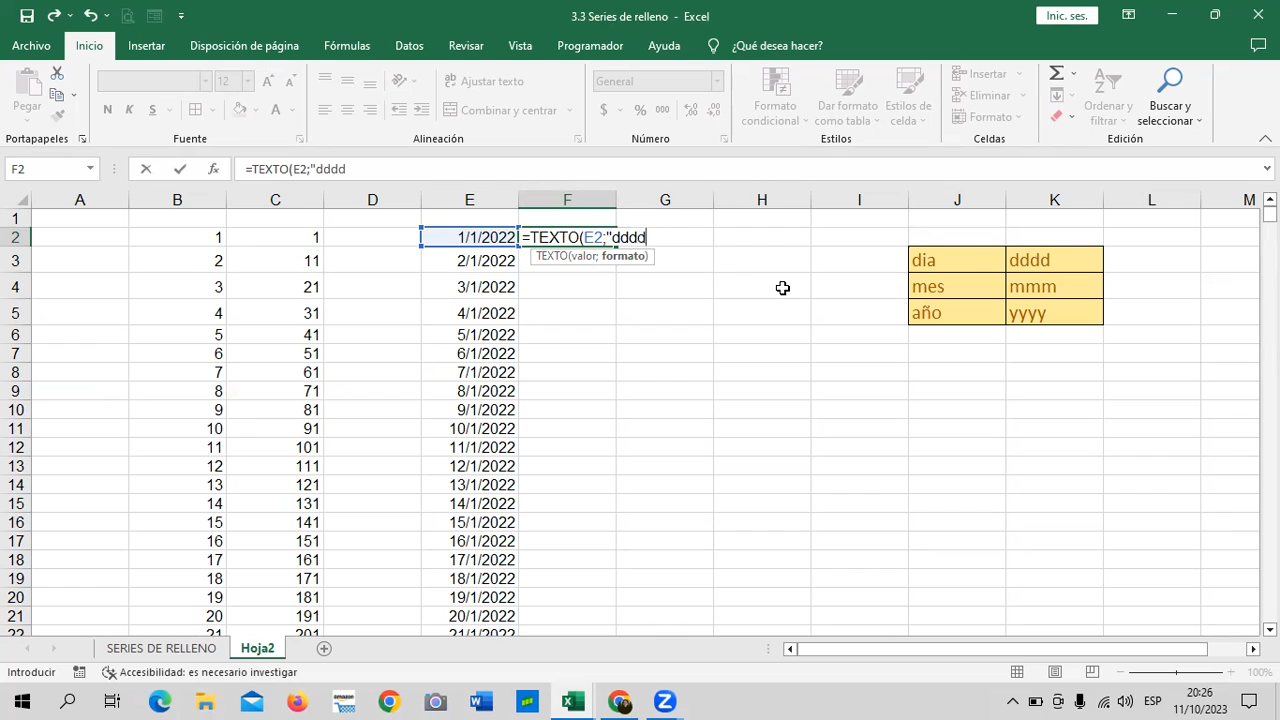 3.3 Series de relleno - Excel
Inic. ses.
Archivo Inicio Insertar Disposición de página Fórmulas Datos Revisar Vista Programador Ayuda ¿Qué desea hacer?
Pegar
12
Ajustar texto
General
Combinar y centrar
N K S
$ % 000
Formato condicional
Dar formato como tabla
Estilos de celda
Insertar
Eliminar
Formato
Ordenar y filtrar
Buscar y seleccionar
Portapapeles Fuente Alineación Número Estilos Celdas Edición
F2 =TEXTO(E2;"dddd
A B C D E F G H I J K L M
1
2 1 1 1/1/2022 =TEXTO(E2;"dddd
TEXTO(valor; formato)
3 2 11 2/1/2022 dia dddd
4 3 21 3/1/2022 mes mmm
5 4 31 4/1/2022 año yyyy
6 5 41 5/1/2022
7 6 51 6/1/2022
8 7 61 7/1/2022
9 8 71 8/1/2022
10 9 81 9/1/2022
11 10 91 10/1/2022
12 11 101 11/1/2022
13 12 111 12/1/2022
14 13 121 13/1/2022
15 14 131 14/1/2022
16 15 141 15/1/2022
17 16 151 16/1/2022
18 17 161 17/1/2022
19 18 171 18/1/2022
20 19 181 19/1/2022
21 20 191 20/1/2022
22 21 201 21/1/2022
SERIES DE RELLENO Hoja2
Introducir Accesibilidad: es necesario investigar 100%
ESP
20:26
11/10/2023